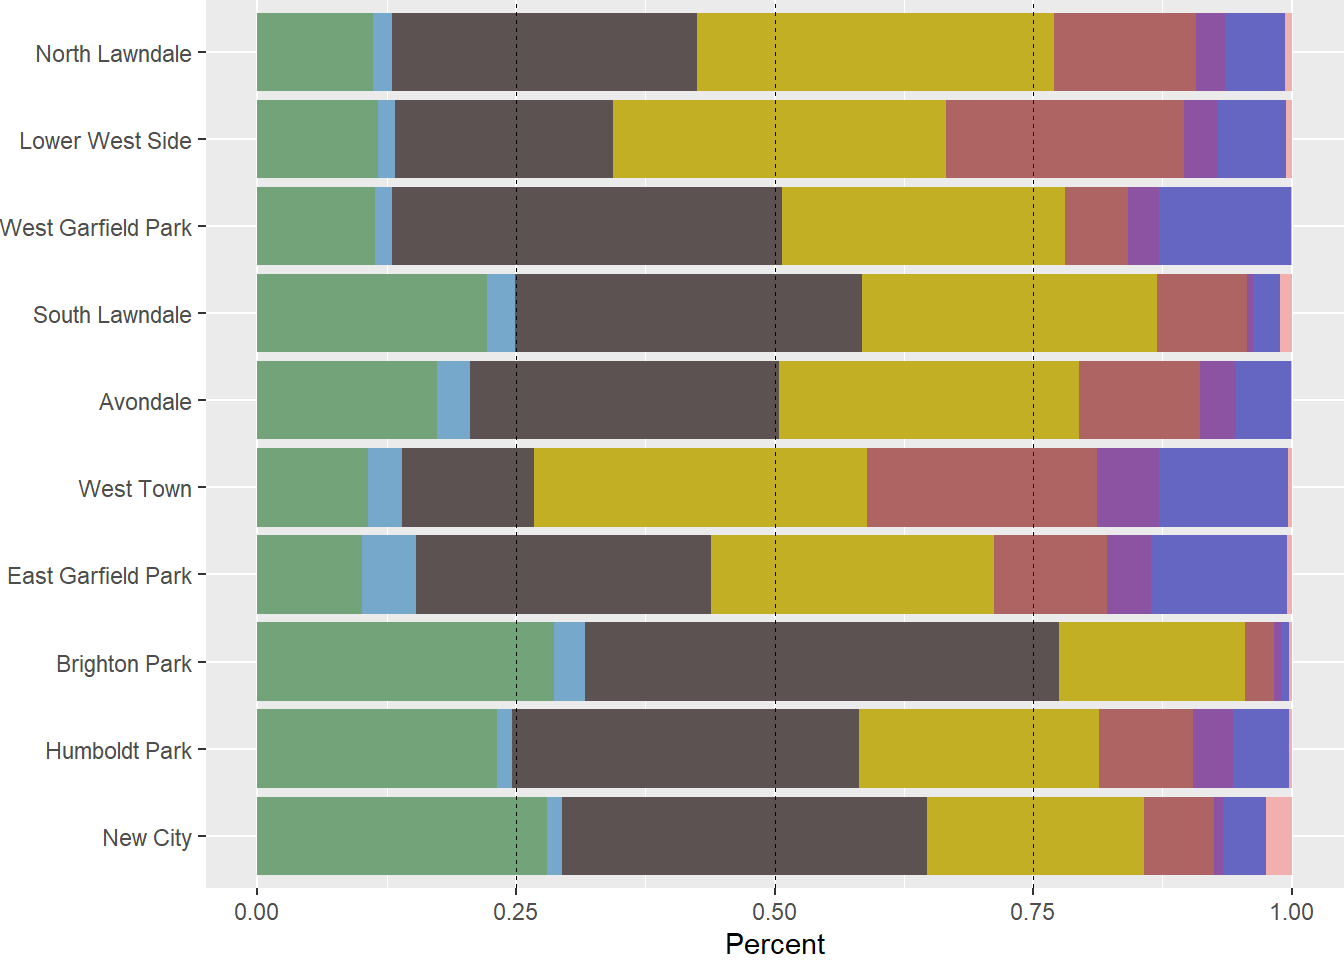 North Lawndale
Lower West Side
West Garfield Park
South Lawndale
Avondale
West Town
East Garfield Park
Brighton Park
Humboldt Park
New City
0.00 0.25 0.50 0.75 1.00
Percent